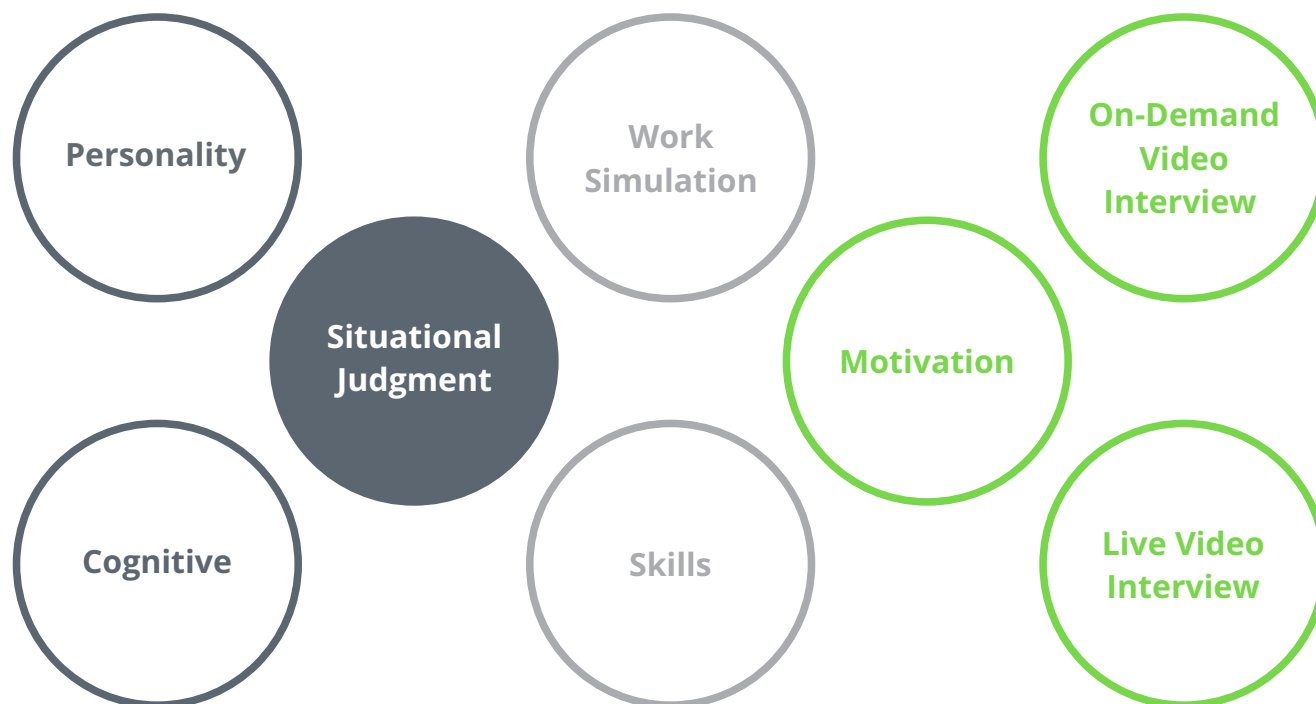 Personality
Work
Simulation
On-Demand
Video
Interview
Situational
Judgment
Motivation
Cognitive
Skills
Live Video
Interview